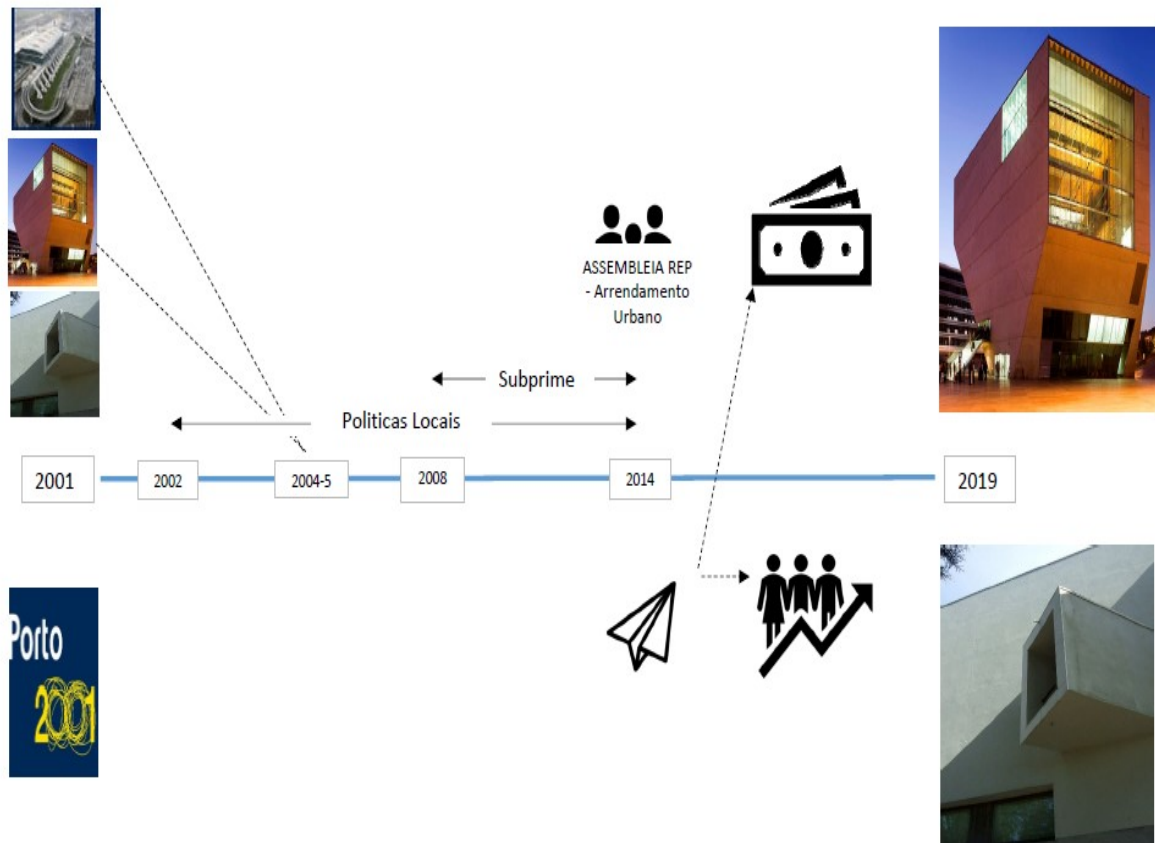 ASSEMBLEIA REP
- Arrendamento
Urbano
Subprime
Politicas Locais
2001
2002
2004-5
2008
2014
2019
Porto
2001